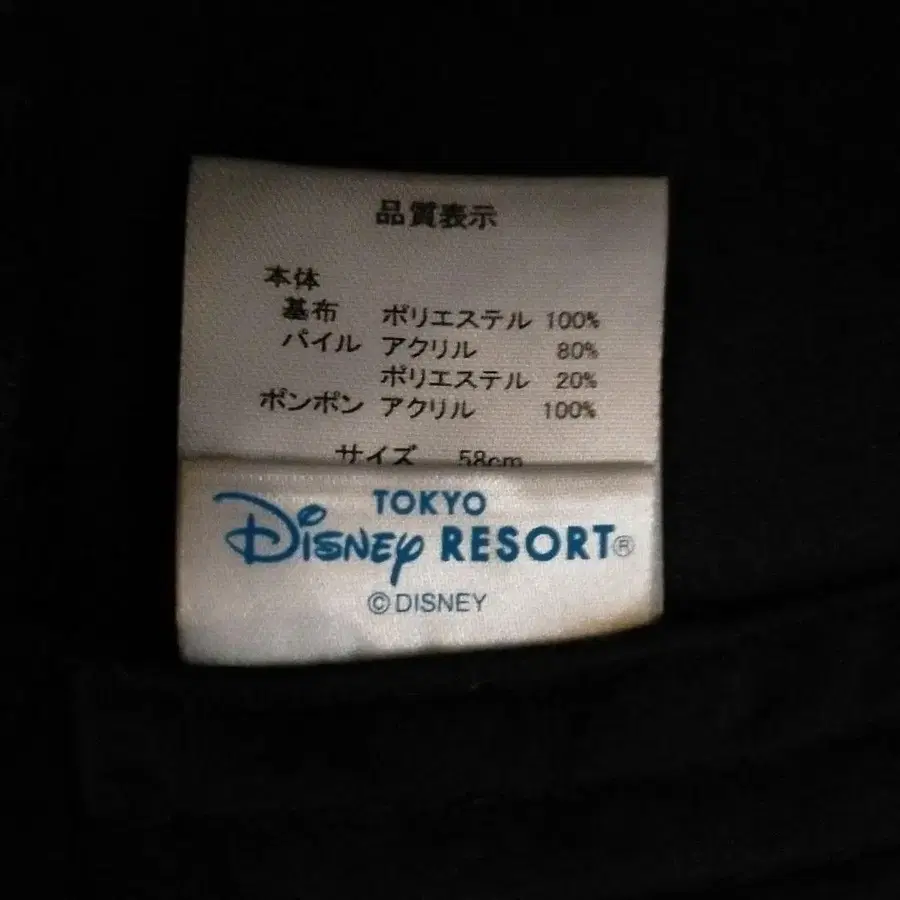 品質表示
本体
基布 ポリエステル 100%
パイル アクリル 80%
ポリエステル 20%
ポンポン アクリル 100%
サイズ 58cm
TOKYO
Disney RESORT®
©DISNEY